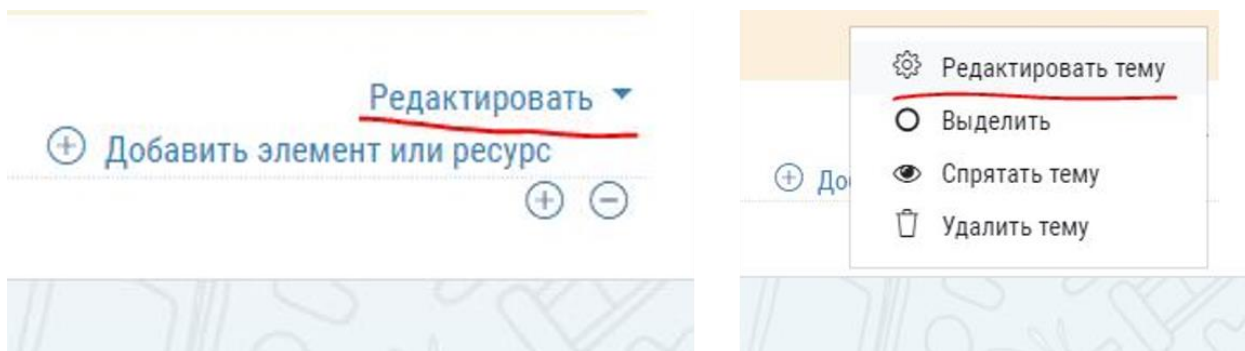 Редактировать
Добавить элемент или ресурс
Редактировать тему
Выделить
Спрятать тему
Удалить тему